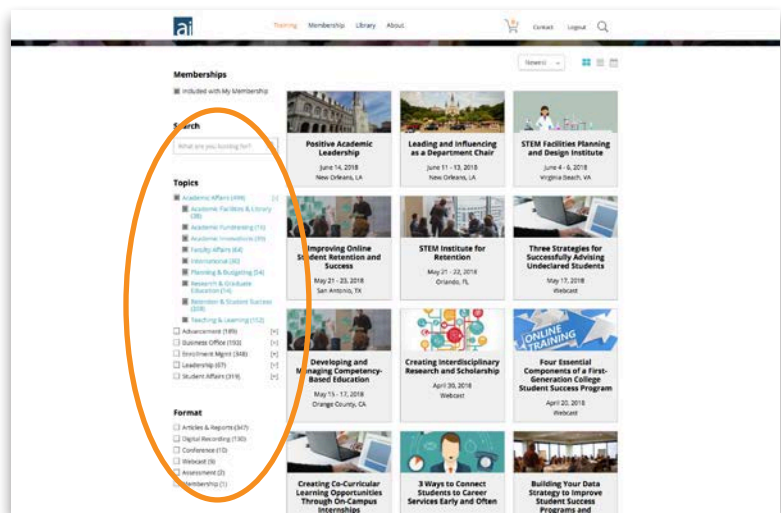 ai
Training Membership Library About
Contact Logout
Newest
Memberships
Included with My Membership
Search
What are you looking for?
Topics
Academic Affairs (499) [-]
Academic Facilities & Library
(38)
Academic Fundraising (15)
Academic Innovations
Faculty Affairs (64)
International
Planning & Budgeting (54)
Research & Graduate
Education (14)
Retention & Student Success
Teaching & Learning (152)
Advancement (189) [+]
Business Office (193) [+]
Enrollment Mgmt (348) [+]
Leadership (67) [+]
Student Affairs (319) [+]
Format
Articles & Reports (347)
Digital Recording (130)
Conference (10)
Webcast (9)
Assessment (2)
Membership (1)
Positive Academic
Leadership
June 14, 2018
New Orleans, LA
Leading and Influencing
as a Department Chair
June 11 - 13, 2018
New Orleans, LA
STEM Facilities Planning
and Design Institute
June 4 - 6, 2018
Virginia Beach, VA
Improving Online
Student Retention and
Success
May 21 - 23, 2018
San Antonio, TX
STEM Institute for
Retention
May 21 - 22, 2018
Orlando, FL
Three Strategies for
Successfully Advising
Undeclared Students
May 17, 2018
Webcast
Developing and
Managing Competency-
Based Education
May 15 - 17, 2018
Orange County, CA
Creating Interdisciplinary
Research and Scholarship
April 30, 2018
Webcast
ONLINE
TRAINING
Four Essential
Components of a First-
Generation College
Student Success Program
April 20, 2018
Webcast
Creating Co-Curricular
Learning Opportunities
Through On-Campus
Internships
3 Ways to Connect
Students to Career
Services Early and Often
Building Your Data
Strategy to Improve
Student Success
Programs and